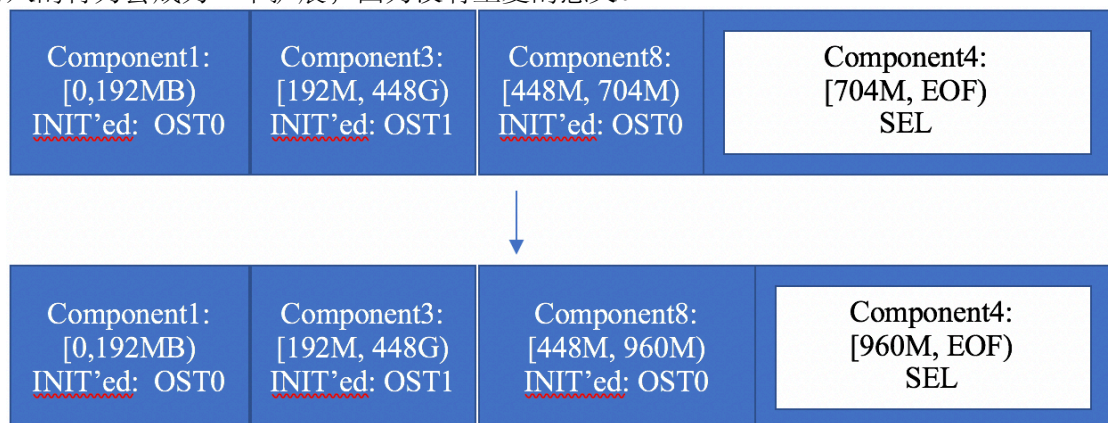 Component1:
[0,192MB)
INIT'ed: OST0
Component3:
[192M, 448G)
INIT'ed: OST1
Component8:
[448M, 704M)
INIT'ed: OST0
Component4:
[704M, EOF)
SEL
Component1:
[0,192MB)
INIT'ed: OST0
Component3:
[192M, 448G)
INIT'ed: OST1
Component8:
[448M, 960M)
INIT'ed: OST0
Component4:
[960M, EOF)
SEL